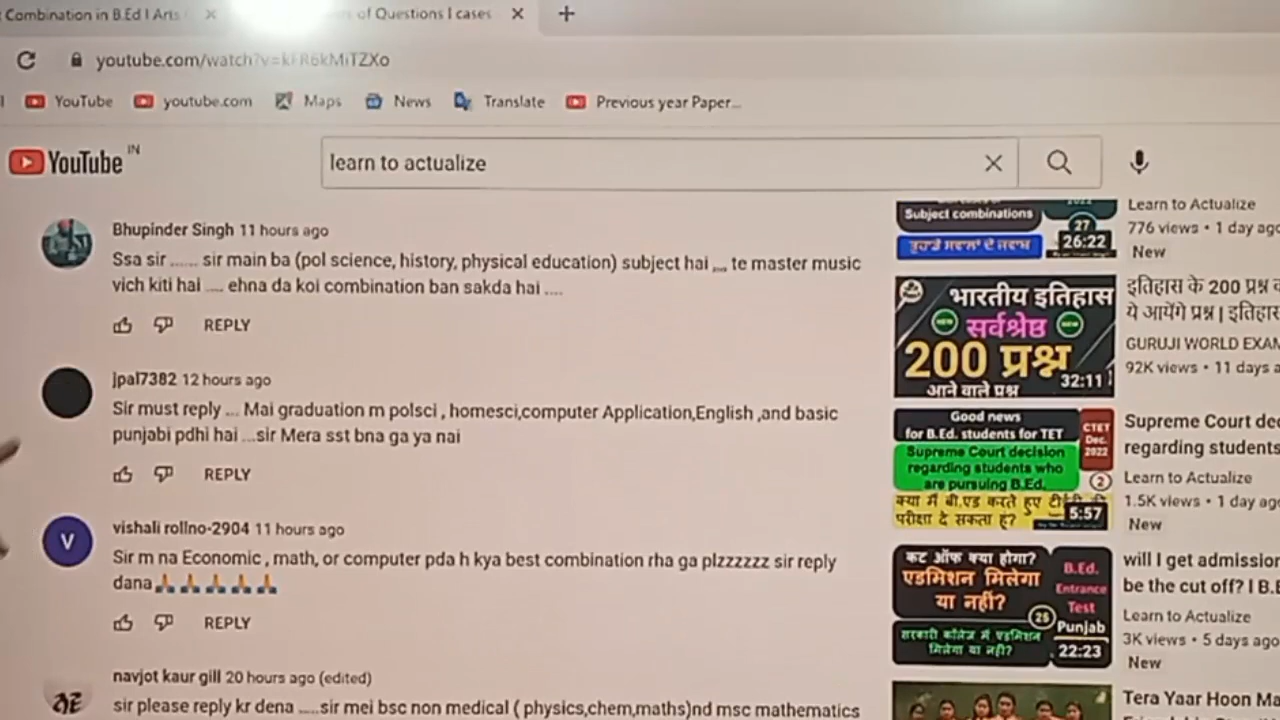 Combination in B.Ed I Arts
of Questions I cases
youtube.com/watch?v=kFR6kMiTZXo
YouTube
youtube.com
Maps
News
Translate
Previous year Paper...
YouTube IN
learn to actualize
Bhupinder Singh 11 hours ago
Ssa sir ...... sir main ba (pol science, history, physical education) subject hai ,,,, te master music
vich kiti hai .... ehna da koi combination ban sakda hai ....
REPLY
jpal7382 12 hours ago
Sir must reply ... Mai graduation m polsci , homesci,computer Application,English ,and basic
punjabi pdhi hai ...sir Mera sst bna ga ya nai
REPLY
vishali rollno-2904 11 hours ago
Sir m na Economic , math, or computer pda h kya best combination rha ga plzzzzzz sir reply
dana🙏🙏🙏🙏🙏
REPLY
navjot kaur gill 20 hours ago (edited)
sir please reply kr dena .....sir mei bsc non medical ( physics,chem,maths)nd msc mathematics
Subject combinations
2022
27
ਤੁਹਾਡੇ ਸਵਾਲਾਂ ਦੇ ਜਵਾਬ
26:22
Learn to Actualize
776 views • 1 day ago
New
भारतीय इतिहास
सर्वश्रेष्ठ
200 प्रश्न
आने वाले प्रश्न
32:11
इतिहास के 200 प्रश्न
ये आयेंगे प्रश्न | इतिहास
GURUJI WORLD EXAM
92K views • 11 days a
Good news
for B.Ed. students for TET
CTET
Dec.
2022
Supreme Court decision
regarding students who
are pursuing B.Ed.
2
क्या मैं बी.एड करते हुए टीईटी की
परीक्षा दे सकता हूं?
5:57
Supreme Court dec
regarding students
Learn to Actualize
1.5K views • 1 day ago
New
कट ऑफ क्या होगा?
एडमिशन मिलेगा
या नहीं?
B.Ed.
Entrance
Test
Punjab
25
सरकारी कॉलेज में एडमिशन
मिलेगा या नहीं?
22:23
will I get admission
be the cut off? I B.E
Learn to Actualize
3K views • 5 days ago
New
Tera Yaar Hoon Ma